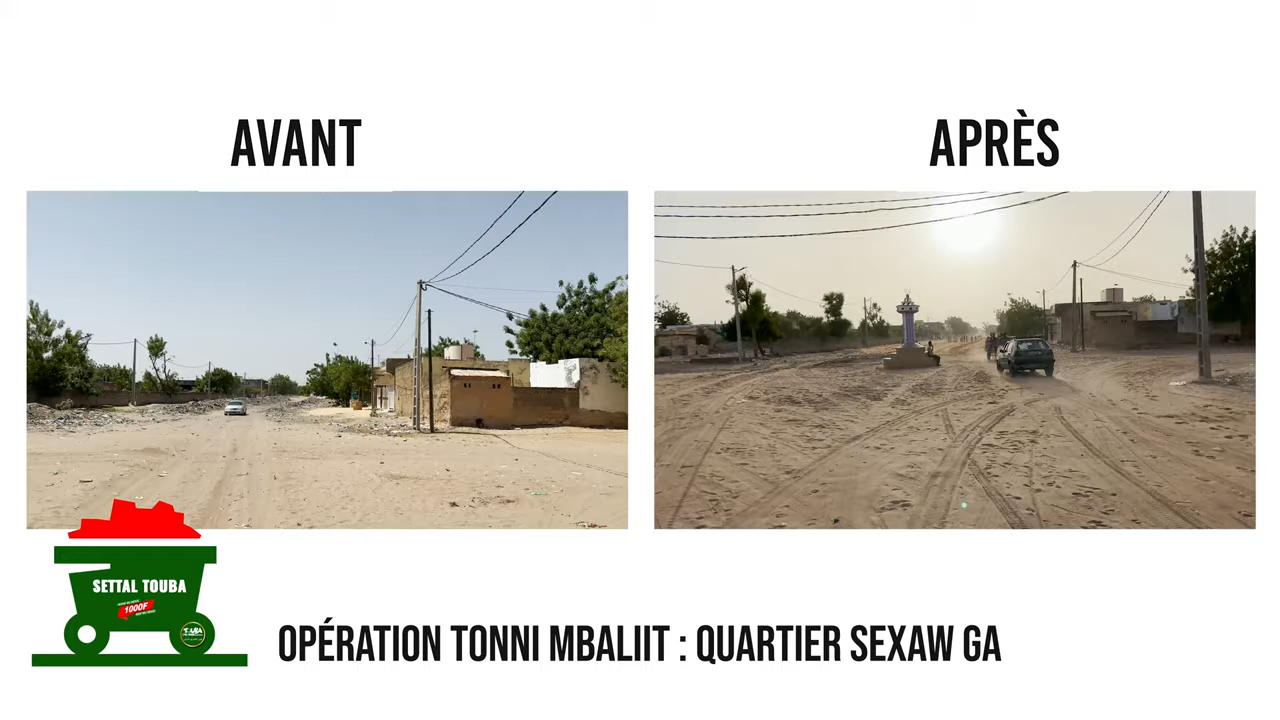 AVANT
APRÈS
SETTAL TOUBA
1000F
OPÉRATION TONNI MBALIIT : QUARTIER SEXAW GA